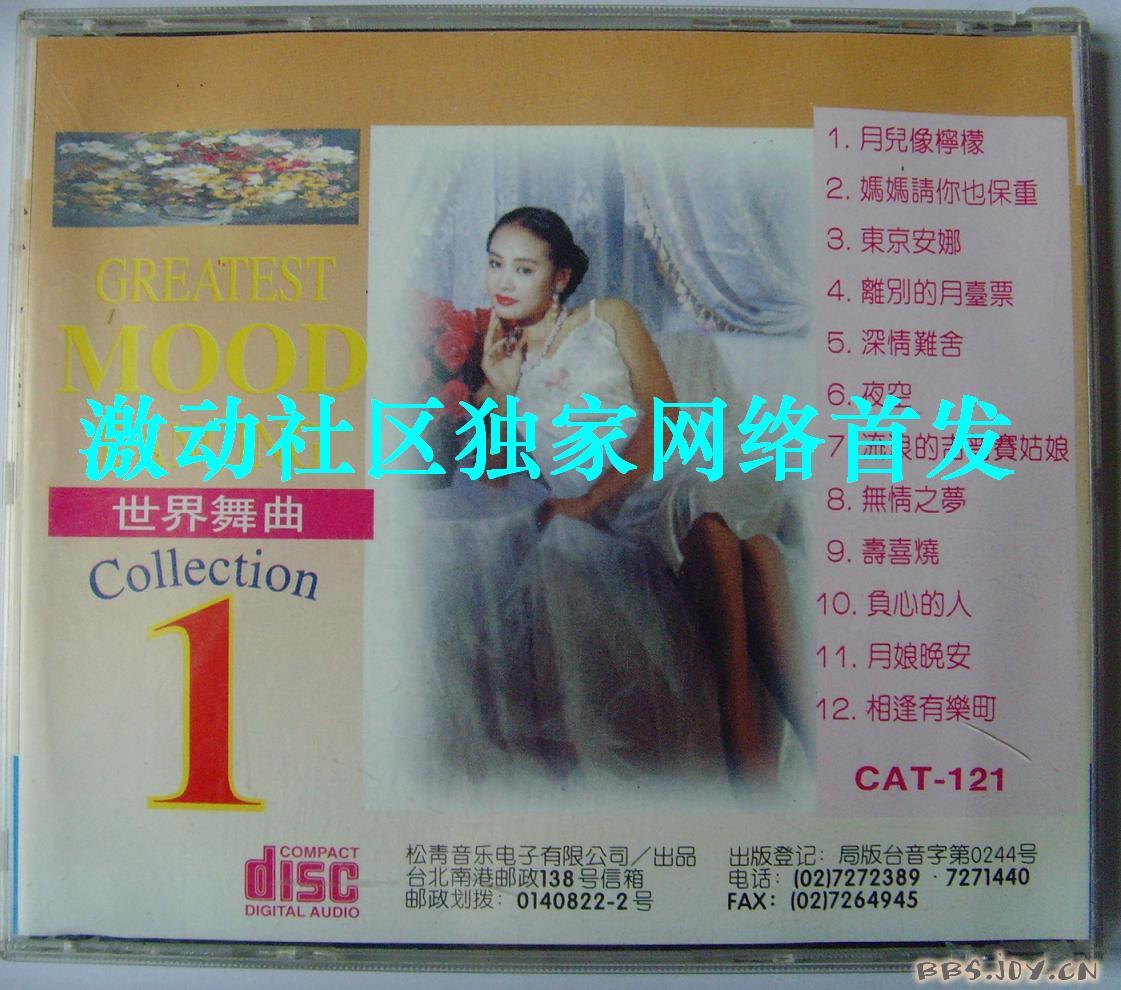 GREATEST
MOOD
世界舞曲
Collection
1
激动社区独家网络首发
1. 月兒像檸檬
2. 媽媽請你也保重
3. 東京安娜
4. 離別的月臺票
5. 深情難舍
6. 夜空
7. 流浪的吉普賽姑娘
8. 無情之夢
9. 壽喜燒
10. 負心的人
11. 月娘晚安
12. 相逢有樂町
CAT-121
COMPACT
disc
DIGITAL AUDIO
松青音乐电子有限公司／出品
台北南港邮政138号信箱
邮政划拨：0140822-2号
出版登记：局版台音字第0244号
电话：(02)7272389 · 7271440
FAX：(02)7264945
BBS.JOY.CN